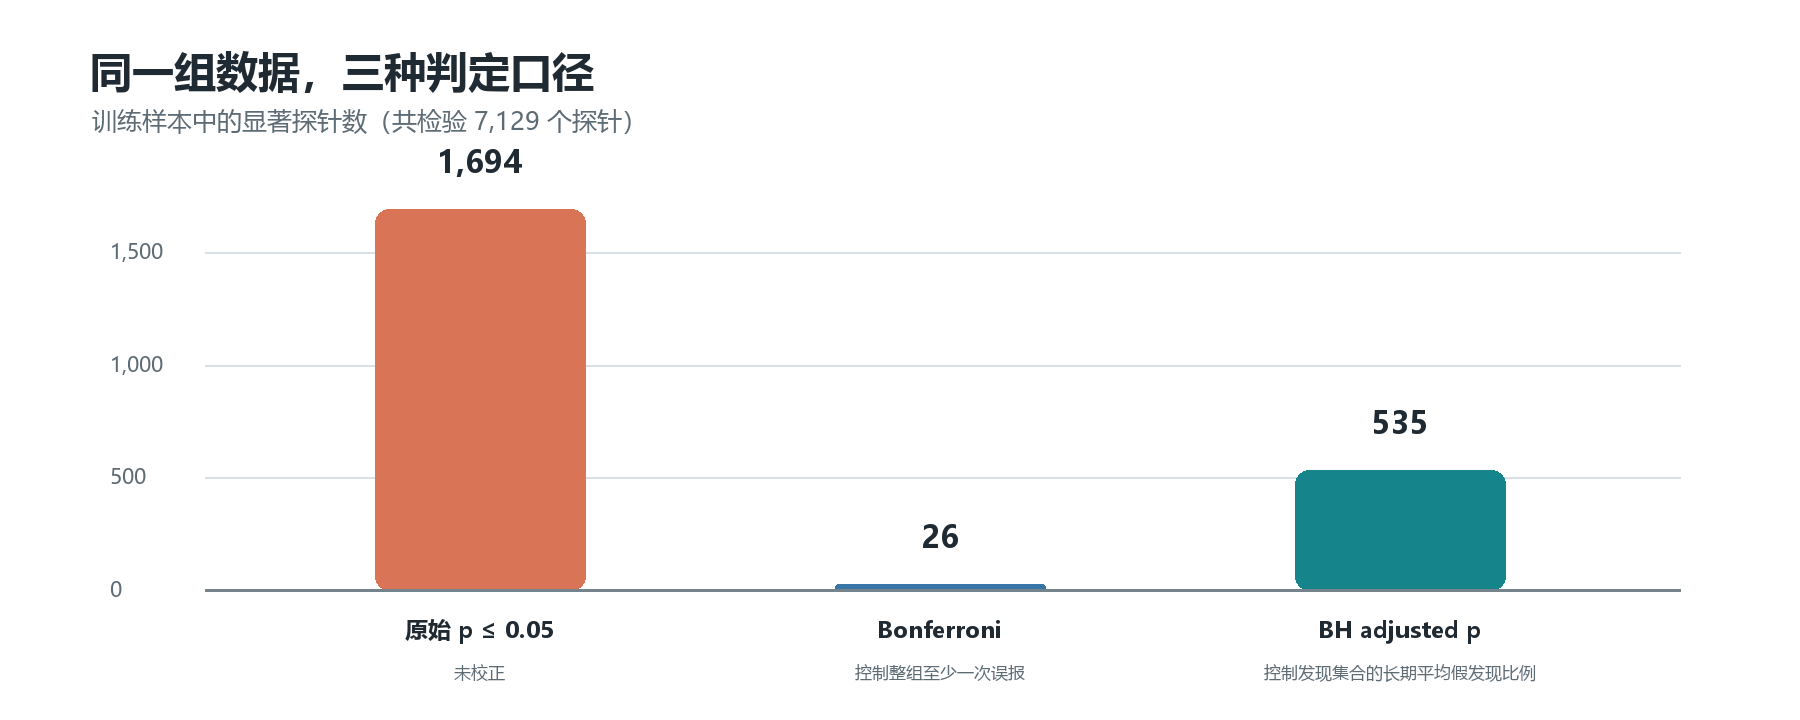 同一组数据，三种判定口径
训练样本中的显著探针数（共检验 7,129 个探针）
1,694
1,500
1,000
535
500
26
0
原始 p ≤ 0.05
Bonferroni
BH adjusted p
未校正
控制整组至少一次误报
控制发现集合的长期平均假发现比例